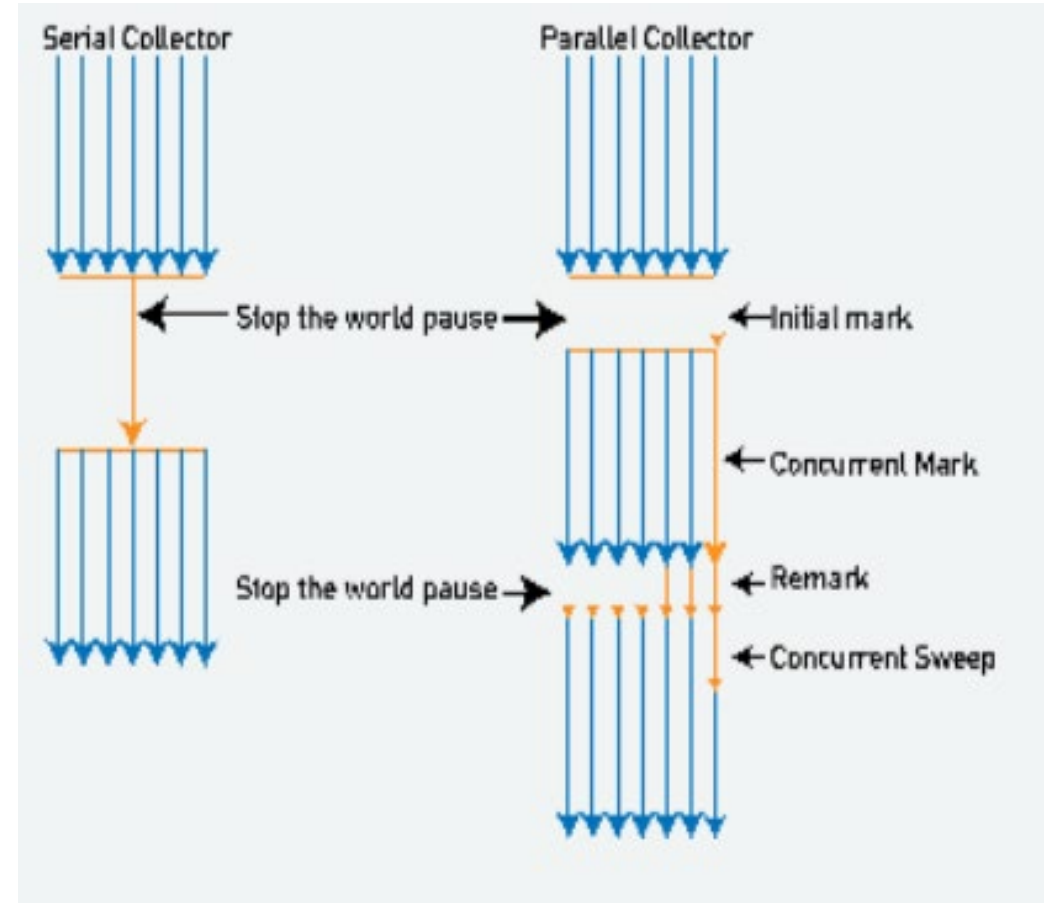 Serial Collector
Parallel Collector
Stop the world pause
Initial mark
Concurrent Mark
Stop the world pause
Remark
Concurrent Sweep